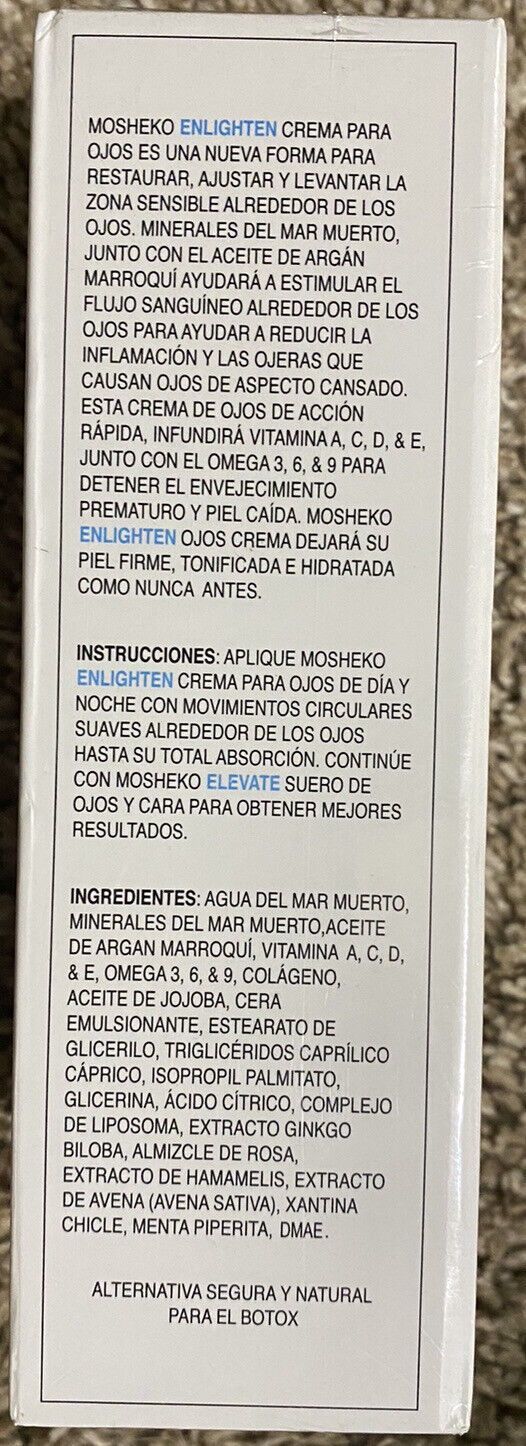 MOSHEKO ENLIGHTEN CREMA PARA
OJOS ES UNA NUEVA FORMA PARA
RESTAURAR, AJUSTAR Y LEVANTAR LA
ZONA SENSIBLE ALREDEDOR DE LOS
OJOS. MINERALES DEL MAR MUERTO,
JUNTO CON EL ACEITE DE ARGÁN
MARROQUÍ AYUDARÁ A ESTIMULAR EL
FLUJO SANGUÍNEO ALREDEDOR DE LOS
OJOS PARA AYUDAR A REDUCIR LA
INFLAMACIÓN Y LAS OJERAS QUE
CAUSAN OJOS DE ASPECTO CANSADO.
ESTA CREMA DE OJOS DE ACCIÓN
RÁPIDA, INFUNDIRÁ VITAMINA A, C, D, & E,
JUNTO CON EL OMEGA 3, 6, & 9 PARA
DETENER EL ENVEJECIMIENTO
PREMATURO Y PIEL CAÍDA. MOSHEKO
ENLIGHTEN OJOS CREMA DEJARÁ SU
PIEL FIRME, TONIFICADA E HIDRATADA
COMO NUNCA ANTES.
INSTRUCCIONES: APLIQUE MOSHEKO
ENLIGHTEN CREMA PARA OJOS DE DÍA Y
NOCHE CON MOVIMIENTOS CIRCULARES
SUAVES ALREDEDOR DE LOS OJOS
HASTA SU TOTAL ABSORCIÓN. CONTINÚE
CON MOSHEKO ELEVATE SUERO DE
OJOS Y CARA PARA OBTENER MEJORES
RESULTADOS.
INGREDIENTES: AGUA DEL MAR MUERTO,
MINERALES DEL MAR MUERTO,ACEITE
DE ARGAN MARROQUÍ, VITAMINA A, C, D,
& E, OMEGA 3, 6, & 9, COLÁGENO,
ACEITE DE JOJOBA, CERA
EMULSIONANTE, ESTEARATO DE
GLICERILO, TRIGLICÉRIDOS CAPRÍLICO
CÁPRICO, ISOPROPIL PALMITATO,
GLICERINA, ÁCIDO CÍTRICO, COMPLEJO
DE LIPOSOMA, EXTRACTO GINKGO
BILOBA, ALMIZCLE DE ROSA,
EXTRACTO DE HAMAMELIS, EXTRACTO
DE AVENA (AVENA SATIVA), XANTINA
CHICLE, MENTA PIPERITA, DMAE.
ALTERNATIVA SEGURA Y NATURAL
PARA EL BOTOX